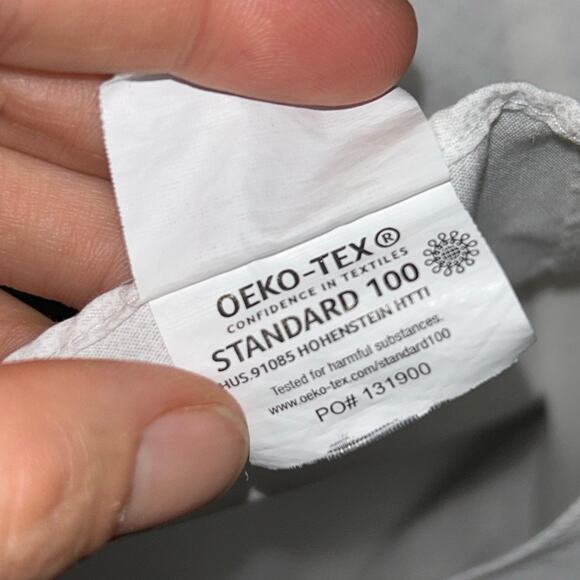 OEKO-TEX®
CONFIDENCE IN TEXTILES
STANDARD 100
HUS.91085 HOHENSTEIN HTTI
Tested for harmful substances.
www.oeko-tex.com/standard100
PO# 131900